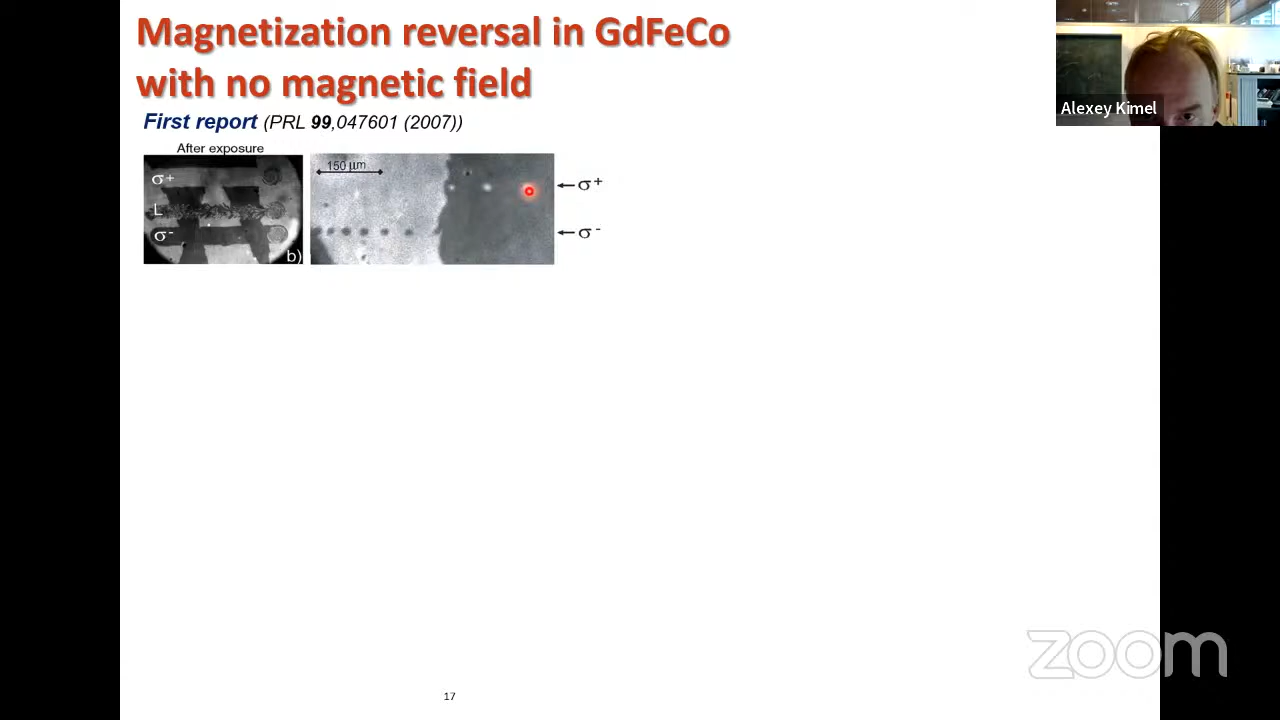 Magnetization reversal in GdFeCo
with no magnetic field
Alexey Kimel
First report (PRL 99,047601 (2007))
After exposure
150 μm
σ+
L
σ-
b)
σ+
σ-
zoom
17